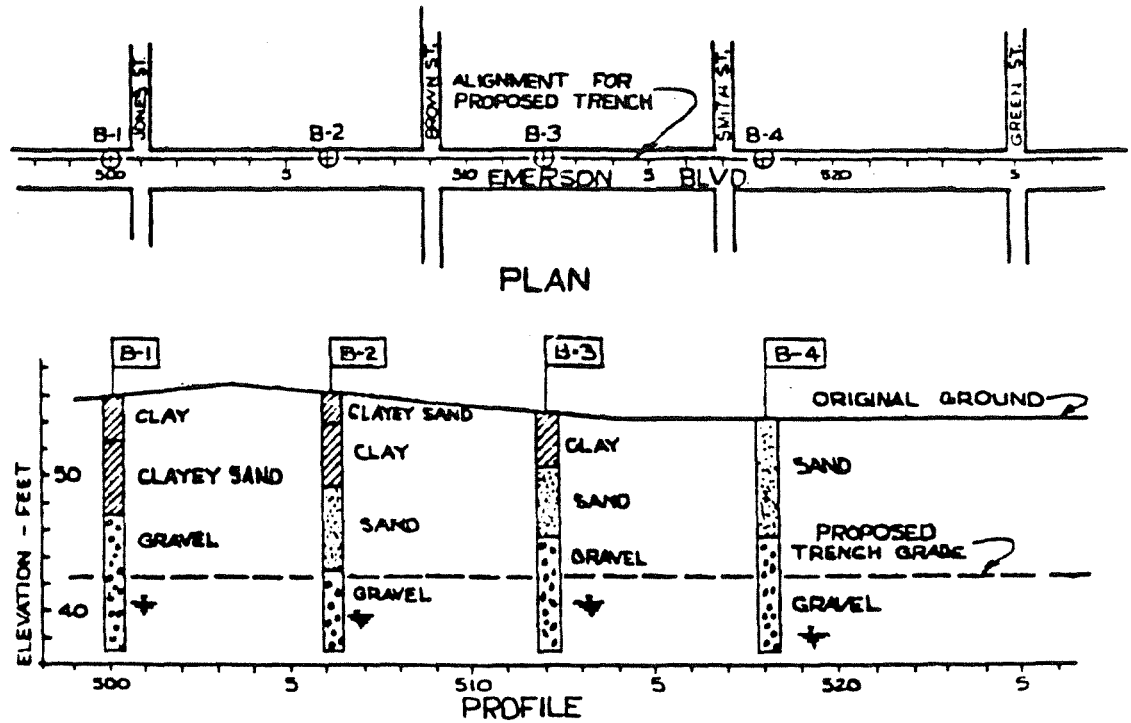 JONES ST.
BROWN ST.
SMITH ST.
GREEN ST.
ALIGNMENT FOR
PROPOSED TRENCH
B-1
B-2
B-3
B-4
500 5 510 5 520 5
EMERSON BLVD.
PLAN
B-1
B-2
B-3
B-4
ORIGINAL GROUND
CLAY
CLAYEY SAND
GRAVEL
CLAYEY SAND
CLAY
SAND
GRAVEL
CLAY
SAND
GRAVEL
SAND
PROPOSED
TRENCH GRADE
GRAVEL
ELEVATION - FEET
50
40
500 5 510 5 520 5
PROFILE